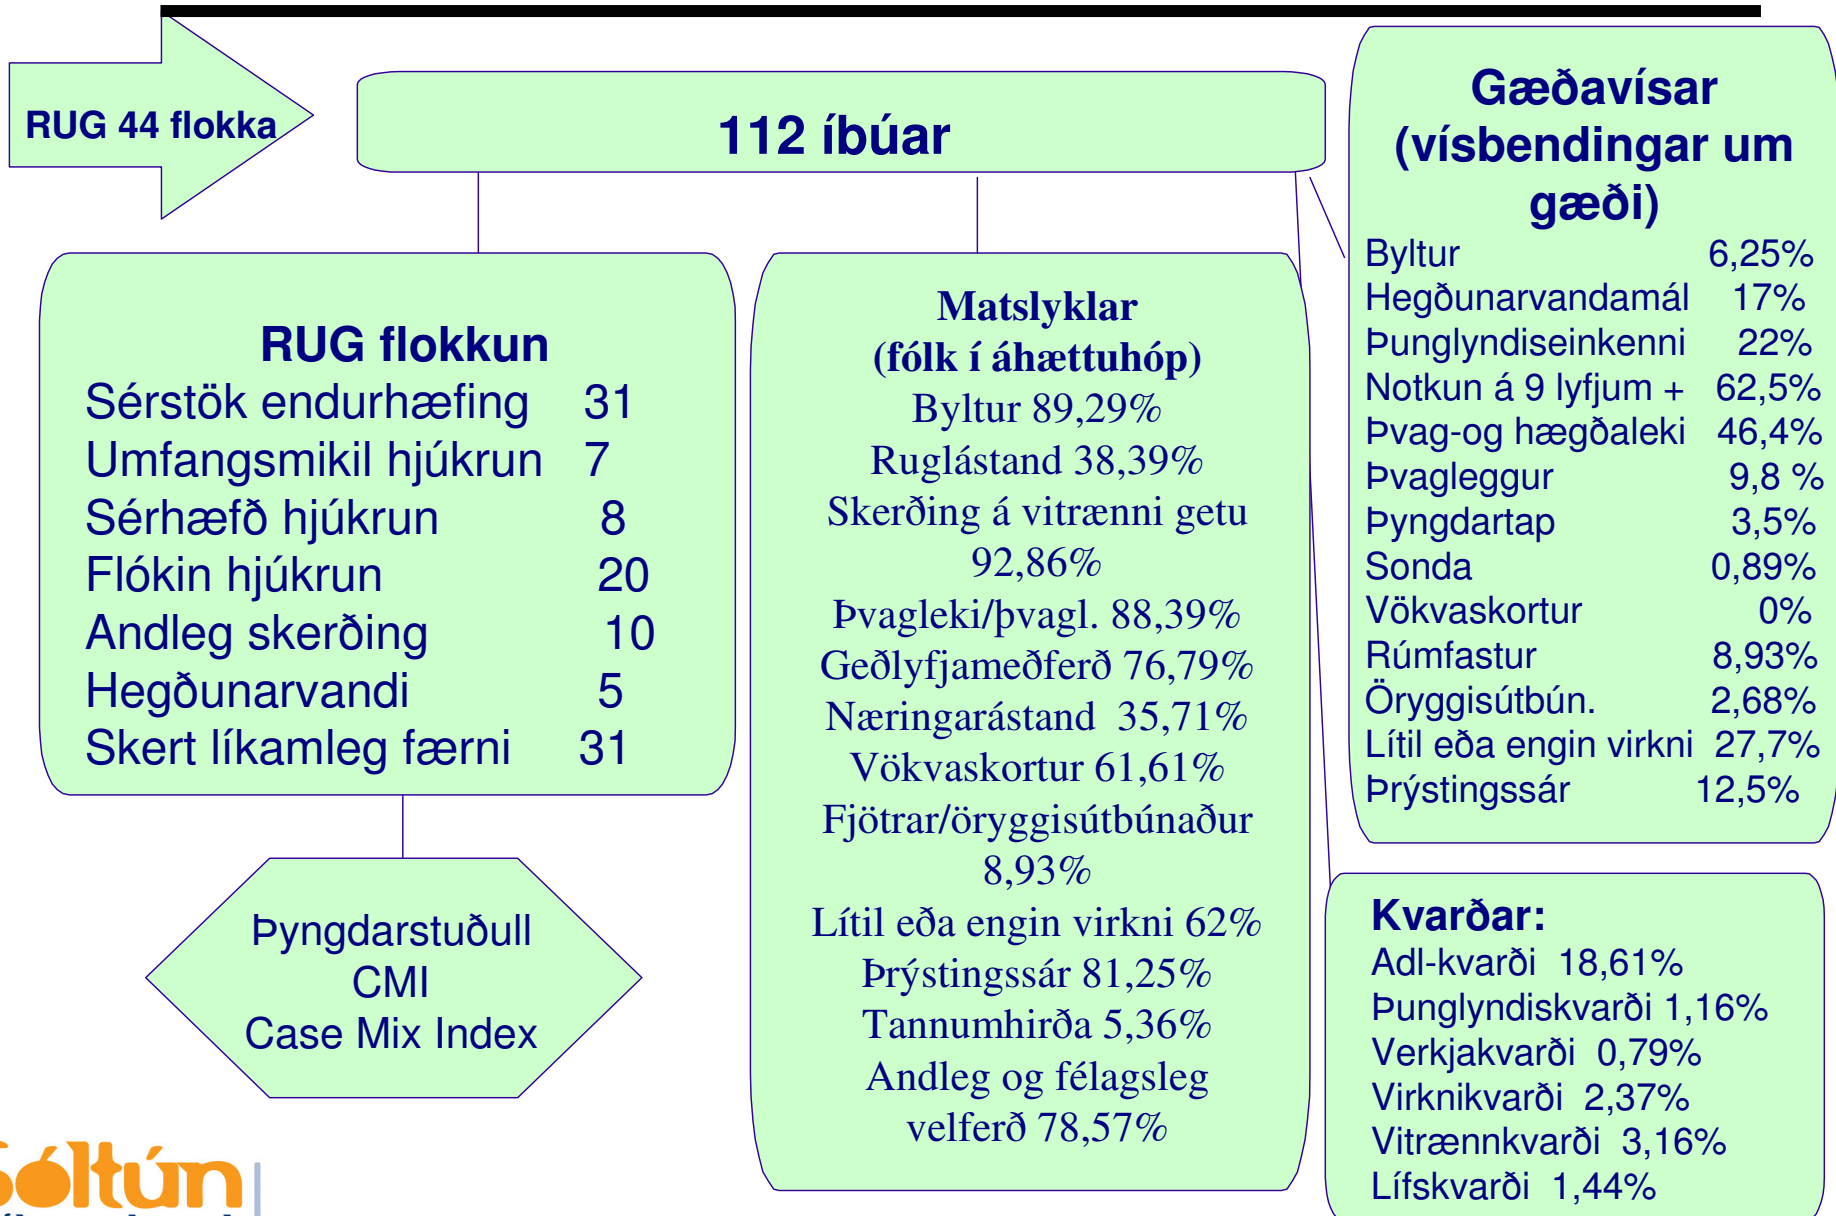 RUG 44 flokka
112 íbúar
RUG flokkun
Sérstök endurhæfing 31
Umfangsmikil hjúkrun 7
Sérhæfð hjúkrun 8
Flókin hjúkrun 20
Andleg skerðing 10
Hegðunarvandi 5
Skert líkamleg færni 31
Þyngdarstuðull
CMI
Case Mix Index
Matslyklar
(fólk í áhættuhóp)
Byltur 89,29%
Ruglástand 38,39%
Skerðing á vitrænni getu
92,86%
Þvagleki/þvagl. 88,39%
Geðlyfjameðferð 76,79%
Næringarástand 35,71%
Vökvaskortur 61,61%
Fjötrar/öryggisútbúnaður
8,93%
Lítil eða engin virkni 62%
Þrýstingssár 81,25%
Tannumhirða 5,36%
Andleg og félagsleg
velferð 78,57%
Gæðavísar
(vísbendingar um
gæði)
Byltur 6,25%
Hegðunarvandamál 17%
Þunglyndiseinkenni 22%
Notkun á 9 lyfjum + 62,5%
Þvag-og hægðaleki 46,4%
Þvagleggur 9,8 %
Þyngdartap 3,5%
Sonda 0,89%
Vökvaskortur 0%
Rúmfastur 8,93%
Öryggisútbún. 2,68%
Lítil eða engin virkni 27,7%
Þrýstingssár 12,5%
Kvarðar:
Adl-kvarði 18,61%
Þunglyndiskvarði 1,16%
Verkjakvarði 0,79%
Virknikvarði 2,37%
Vitrænnkvarði 3,16%
Lífskvarði 1,44%
Sóltún